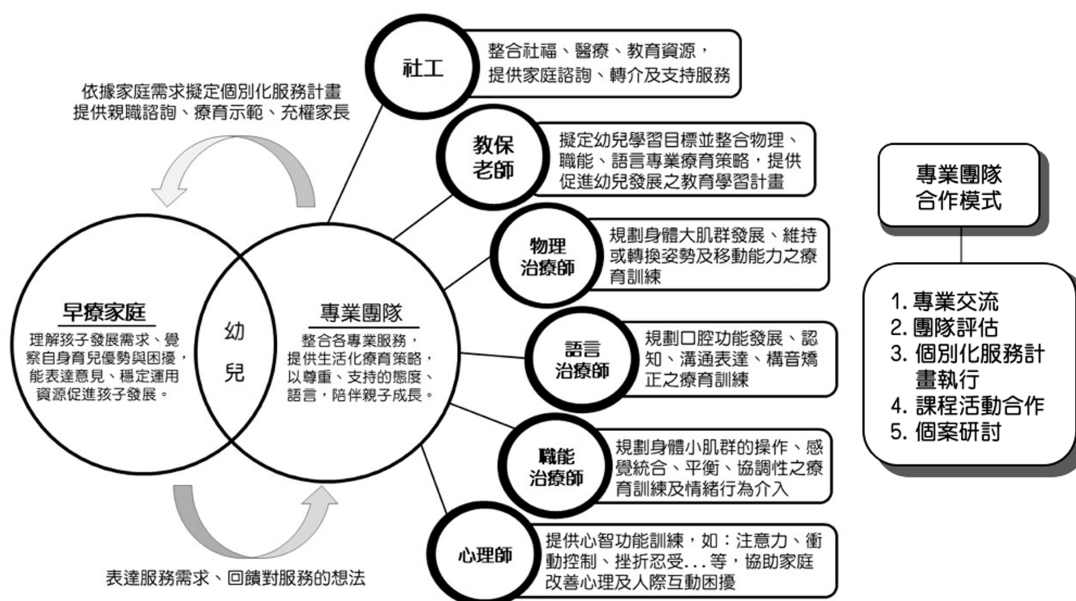 依據家庭需求擬定個別化服務計畫
提供親職諮詢、療育示範、充權家長
早療家庭
理解孩子發展需求、覺
察自身育兒優勢與困擾，
能表達意見、穩定運用
資源促進孩子發展。
幼
兒
專業團隊
整合各專業服務，
提供生活化療育策略，
以尊重、支持的態度、
語言，陪伴親子成長。
表達服務需求、回饋對服務的想法
社工
整合社福、醫療、教育資源，
提供家庭諮詢、轉介及支持服務
教保
老師
擬定幼兒學習目標並整合物理、
職能、語言專業療育策略，提供
促進幼兒發展之教育學習計畫
物理
治療師
規劃身體大肌群發展、維持
或轉換姿勢及移動能力之療
育訓練
語言
治療師
規劃口腔功能發展、認
知、溝通表達、構音矯
正之療育訓練
職能
治療師
規劃身體小肌群的操作、感
覺統合、平衡、協調性之療
育訓練及情緒行為介入
心理師
提供心智功能訓練，如：注意力、衝
動控制、挫折忍受...等，協助家庭
改善心理及人際互動困擾
專業團隊
合作模式
1. 專業交流
2. 團隊評估
3. 個別化服務計
畫執行
4. 課程活動合作
5. 個案研討